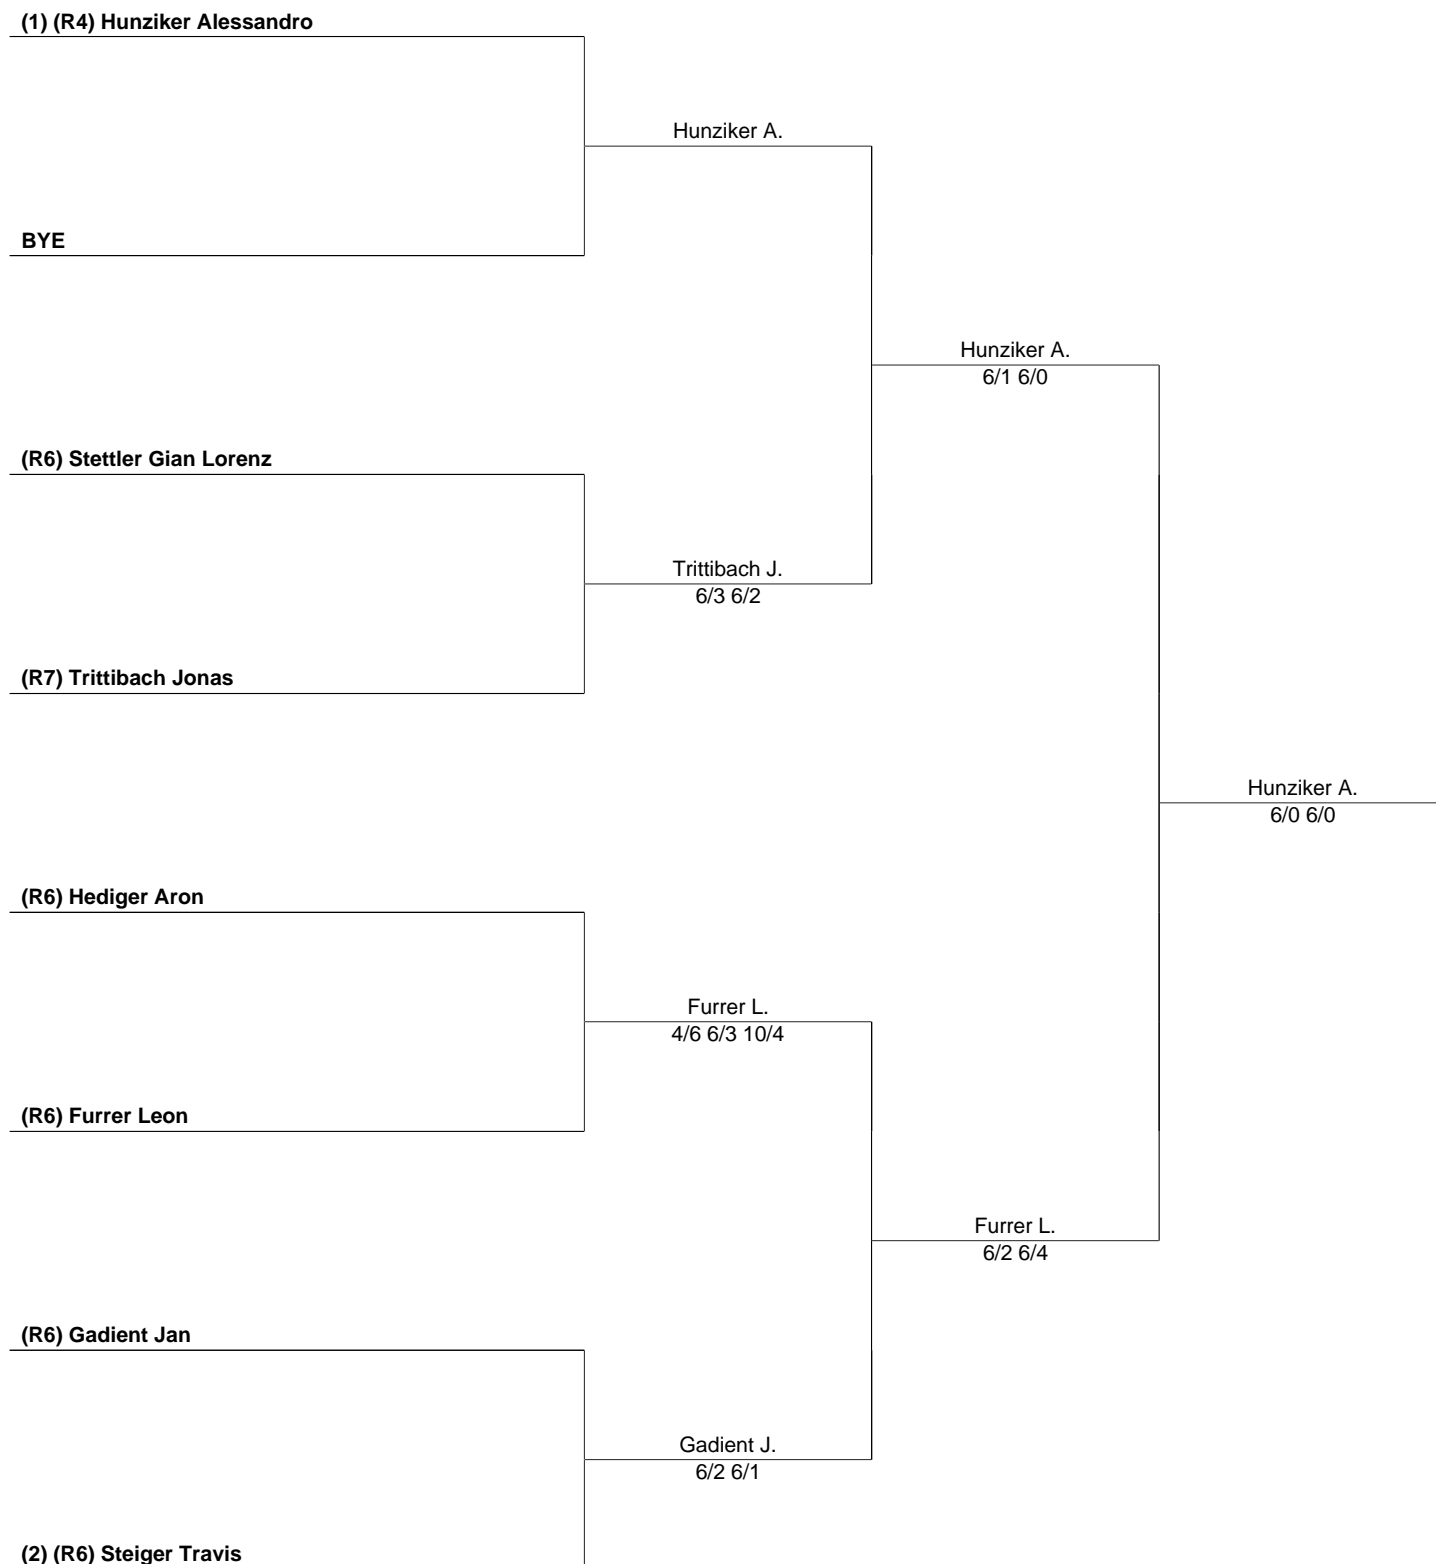 (1) (R4) Hunziker Alessandro
Hunziker A.
BYE
Hunziker A.
6/1 6/0
(R6) Stettler Gian Lorenz
Trittibach J.
6/3 6/2
(R7) Trittibach Jonas
Hunziker A.
6/0 6/0
(R6) Hediger Aron
Furrer L.
4/6 6/3 10/4
(R6) Furrer Leon
Furrer L.
6/2 6/4
(R6) Gadient Jan
Gadient J.
6/2 6/1
(2) (R6) Steiger Travis